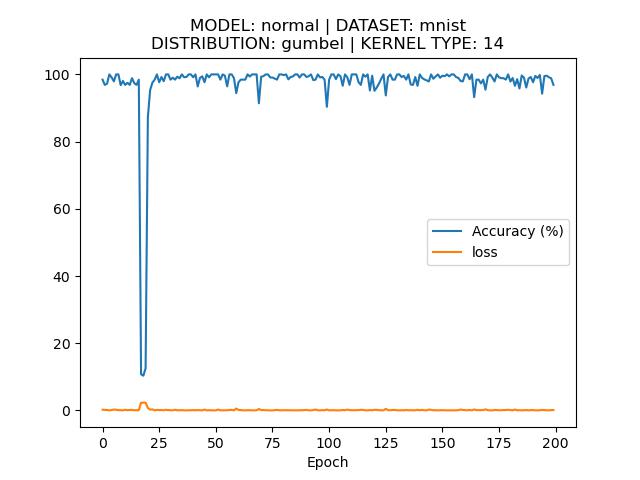 MODEL: normal | DATASET: mnist
DISTRIBUTION: gumbel | KERNEL TYPE: 14
100
80
60
40
20
0
Accuracy (%)
loss
0 25 50 75 100 125 150 175 200
Epoch